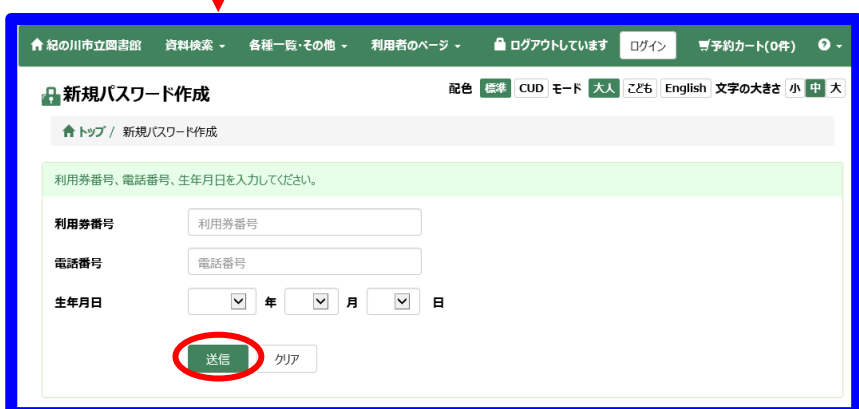 紀の川市立図書館 資料検索 各種一覧・その他 利用者のページ ログアウトしています ログイン 予約カート(0件) ?
新規パスワード作成 配色 標準 CUD モード 大人 こども English 文字の大きさ 小 中 大
トップ / 新規パスワード作成
利用券番号、電話番号、生年月日を入力してください。
利用券番号 利用券番号
電話番号 電話番号
生年月日 年 月 日
送信 クリア